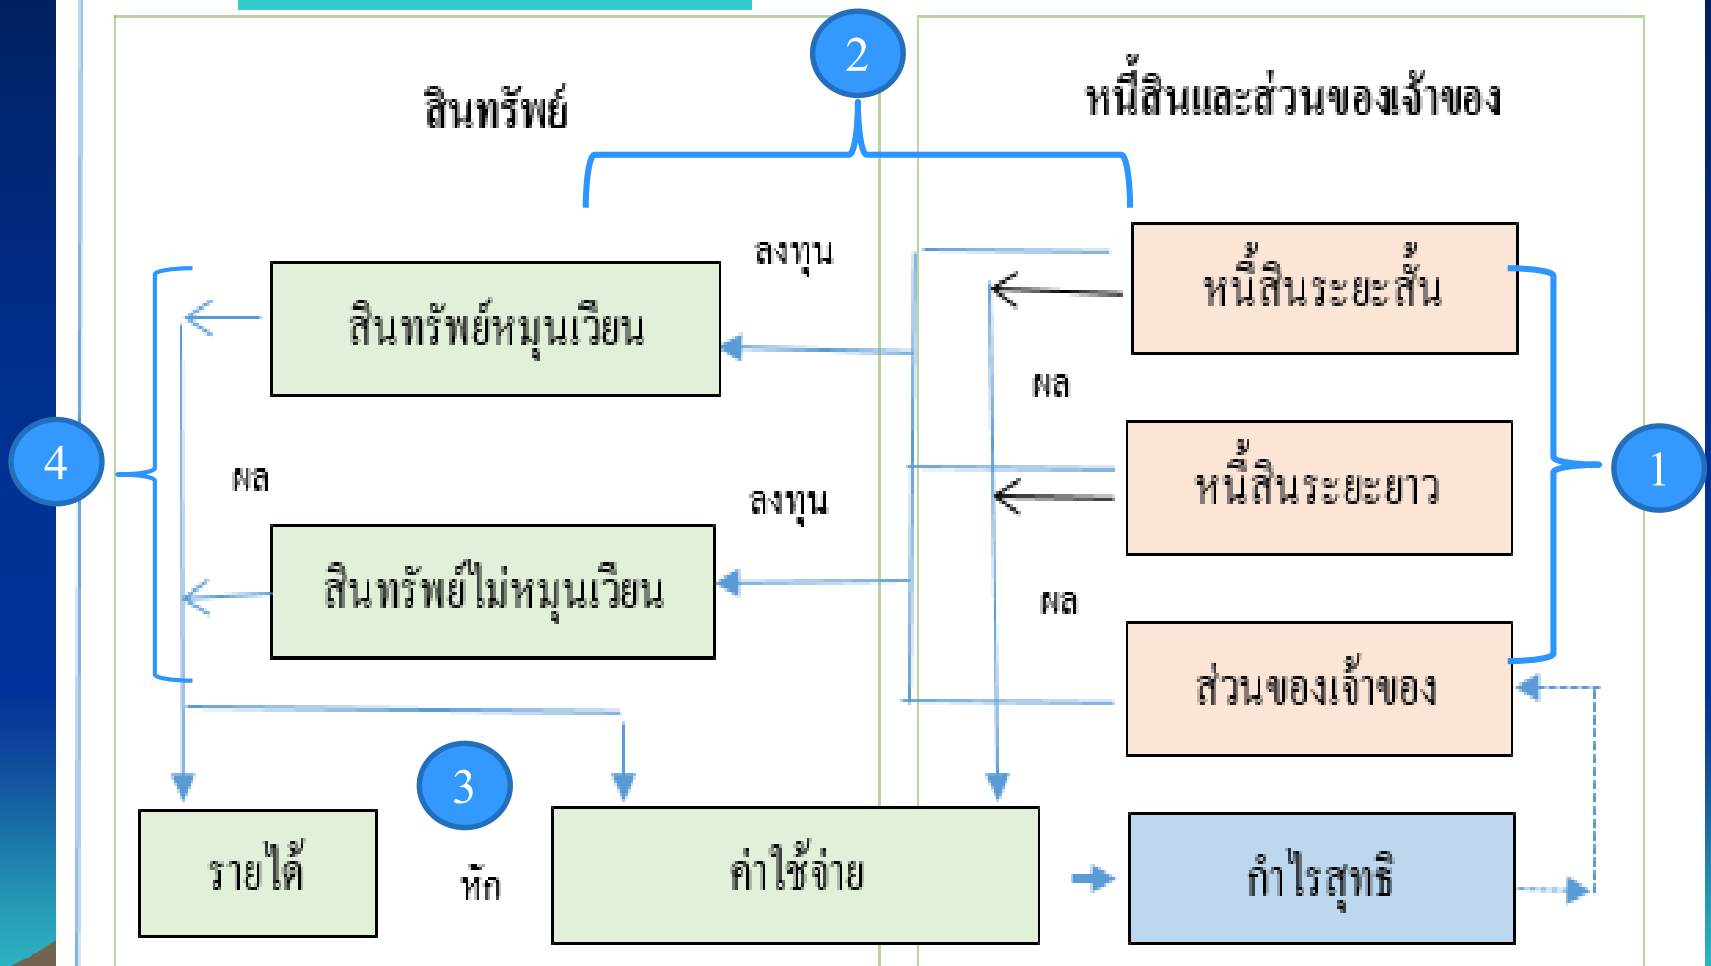 2
สินทรัพย์
หนี้สินและส่วนของเจ้าของ
ลงทุน
หนี้สินระยะสั้น
สินทรัพย์หมุนเวียน
ผล
4
ผล
ลงทุน
หนี้สินระยะยาว
1
สินทรัพย์ไม่หมุนเวียน
ผล
ส่วนของเจ้าของ
3
รายได้
หัก
ค่าใช้จ่าย
กำไรสุทธิ